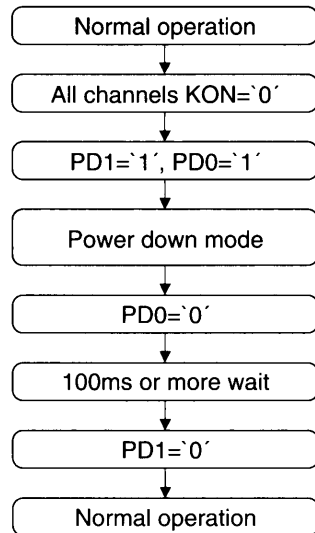 Normal operation
All channels KON=`0´
PD1=`1´, PD0=`1´
Power down mode
PD0=`0´
100ms or more wait
PD1=`0´
Normal operation